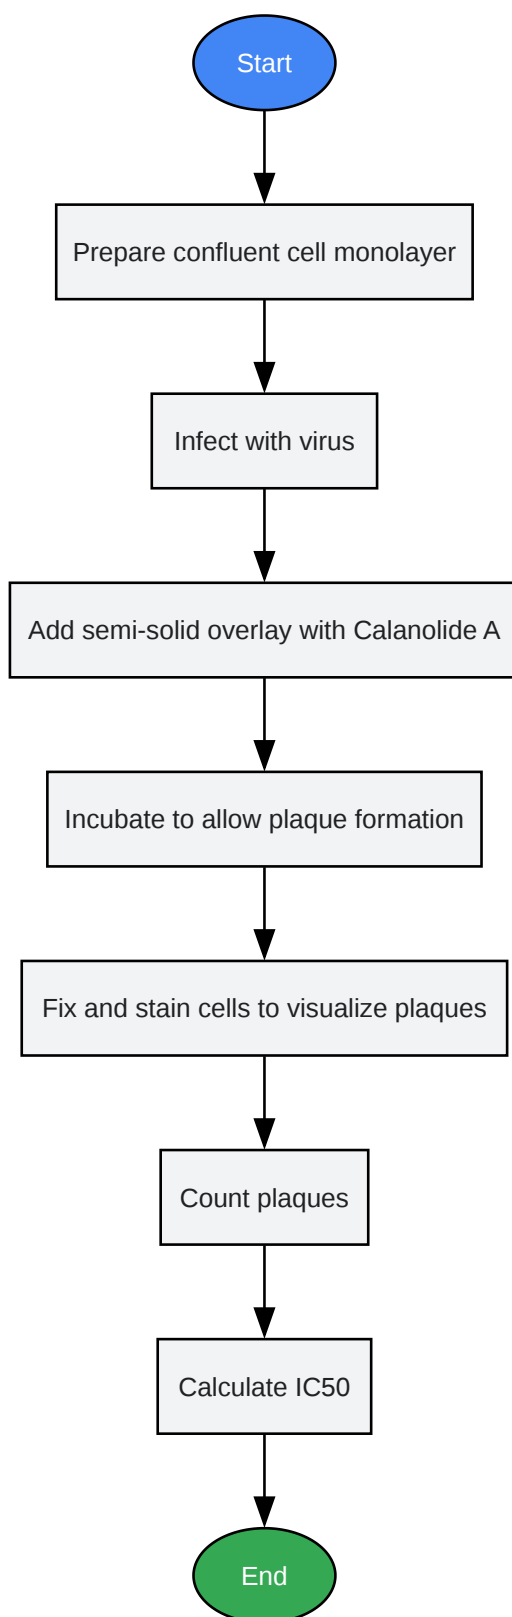 Start
Prepare confluent cell monolayer
Infect with virus
Add semi-solid overlay with Calanolide A
Incubate to allow plaque formation
Fix and stain cells to visualize plaques
Count plaques
Calculate IC50
End